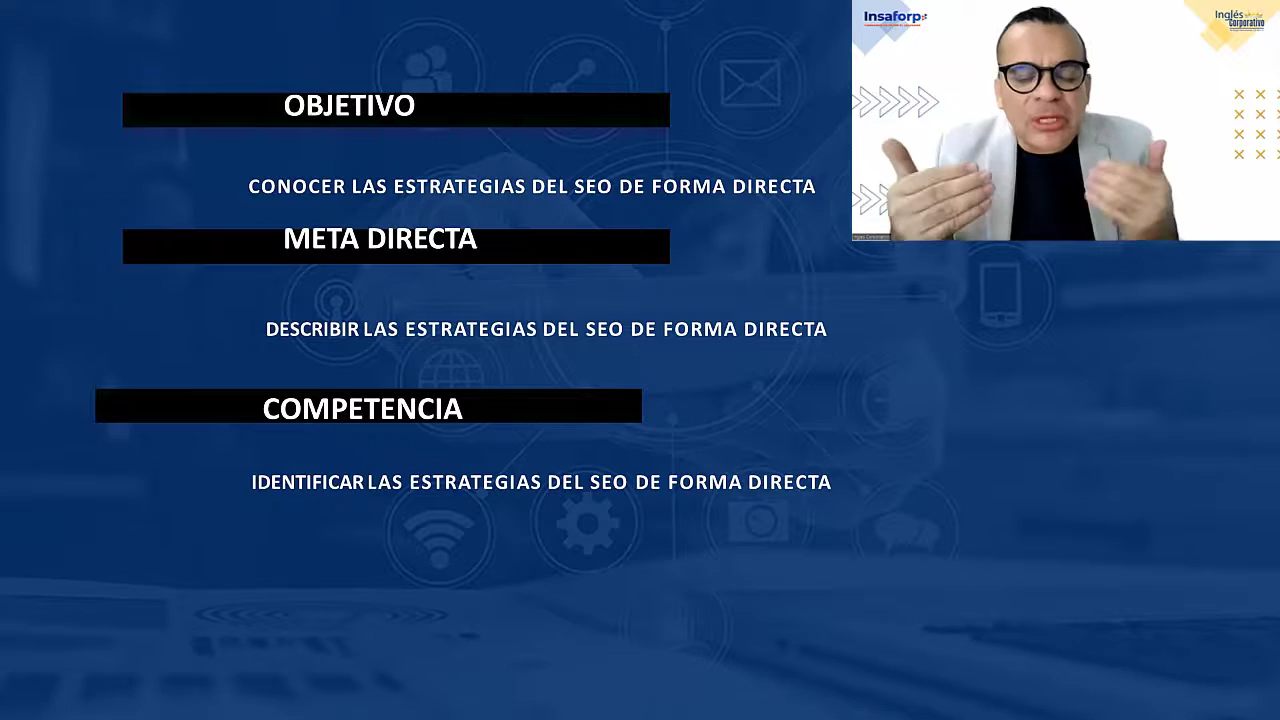 OBJETIVO
CONOCER LAS ESTRATEGIAS DEL SEO DE FORMA DIRECTA
META DIRECTA
DESCRIBIR LAS ESTRATEGIAS DEL SEO DE FORMA DIRECTA
COMPETENCIA
IDENTIFICAR LAS ESTRATEGIAS DEL SEO DE FORMA DIRECTA
Insaforp
Inglés
Corporativo